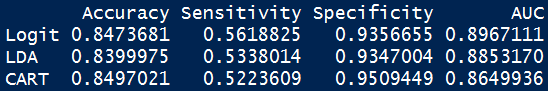 Accuracy Sensitivity Specificity AUC
Logit 0.8473681 0.5618825 0.9356655 0.8967111
LDA 0.8399975 0.5338014 0.9347004 0.8853170
CART 0.8497021 0.5223609 0.9509449 0.8649936